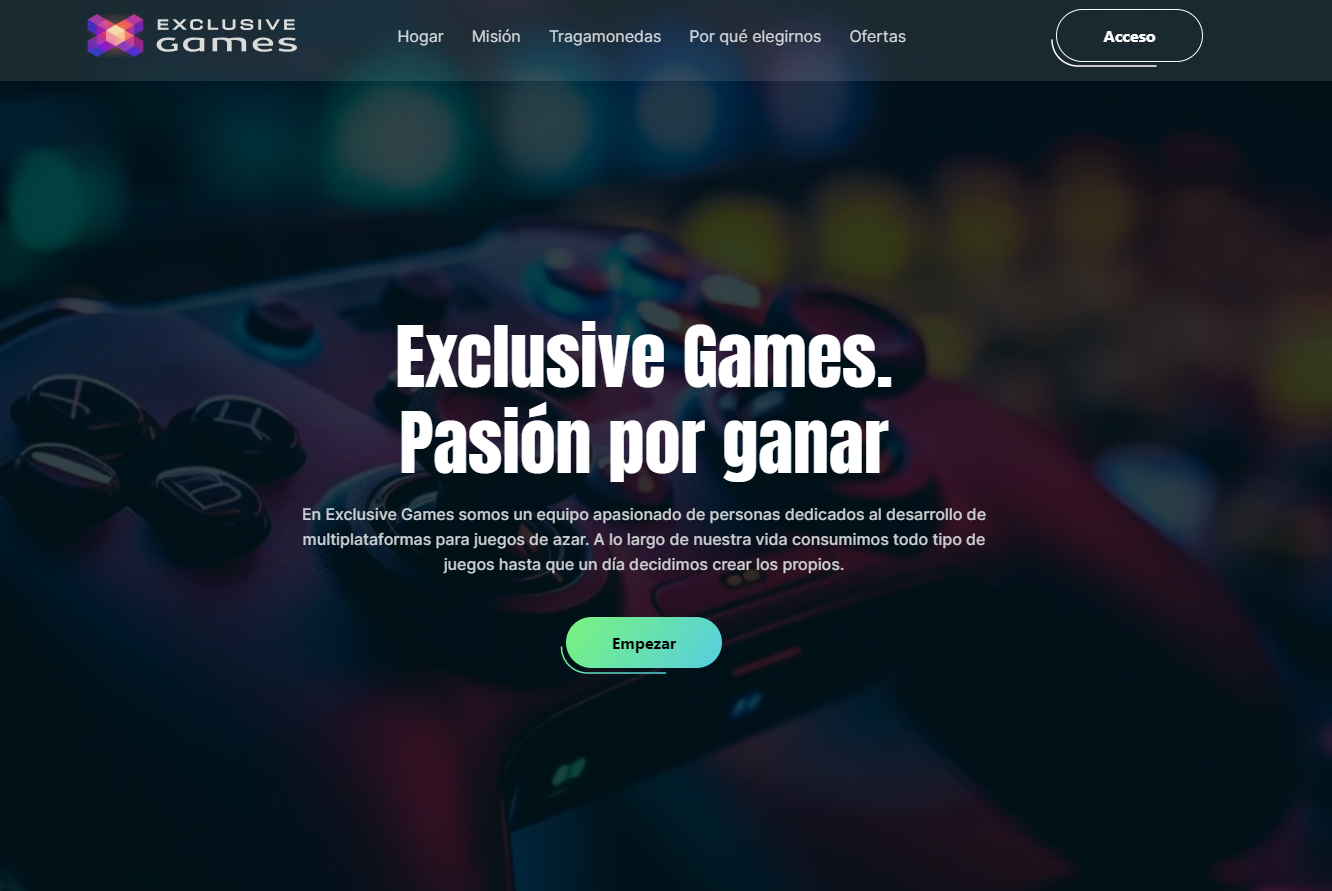 EXCLUSIVE
Games
Hogar Misión Tragamonedas Por qué elegirnos Ofertas
Acceso
Exclusive Games.
Pasión por ganar
En Exclusive Games somos un equipo apasionado de personas dedicados al desarrollo de
multiplataformas para juegos de azar. A lo largo de nuestra vida consumimos todo tipo de
juegos hasta que un día decidimos crear los propios.
Empezar
X
Y
B